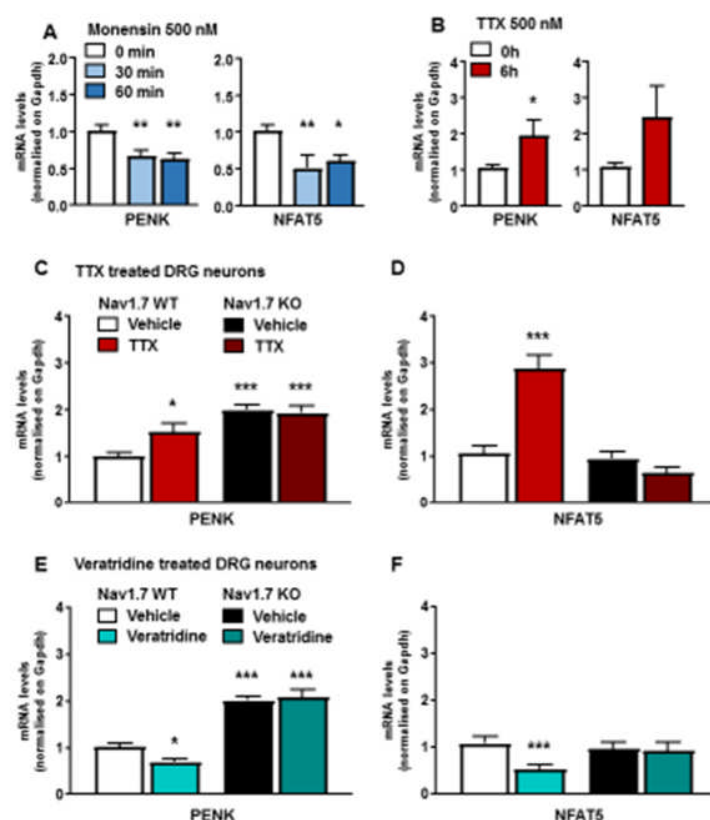 A Monensin 500 nM
0 min
30 min
60 min
mRNA levels
(normalised on Gapdh)
2.0
1.5
1.0
0.5
0.0
** **
PENK
2.0
1.5
1.0
0.5
0.0
** *
NFAT5
B TTX 500 nM
0h
6h
mRNA levels
(normalised on Gapdh)
4
3
2
1
0
*
PENK
4
3
2
1
0
NFAT5
C TTX treated DRG neurons
Nav1.7 WT Nav1.7 KO
Vehicle Vehicle
TTX TTX
mRNA levels
(normalised on Gapdh)
4
3
2
1
0
* *** ***
PENK
D
mRNA levels
(normalised on Gapdh)
4
3
2
1
0
***
NFAT5
E Veratridine treated DRG neurons
Nav1.7 WT Nav1.7 KO
Vehicle Vehicle
Veratridine Veratridine
mRNA levels
(normalised on Gapdh)
4
3
2
1
0
* *** ***
PENK
F
mRNA levels
(normalised on Gapdh)
4
3
2
1
0
***
NFAT5